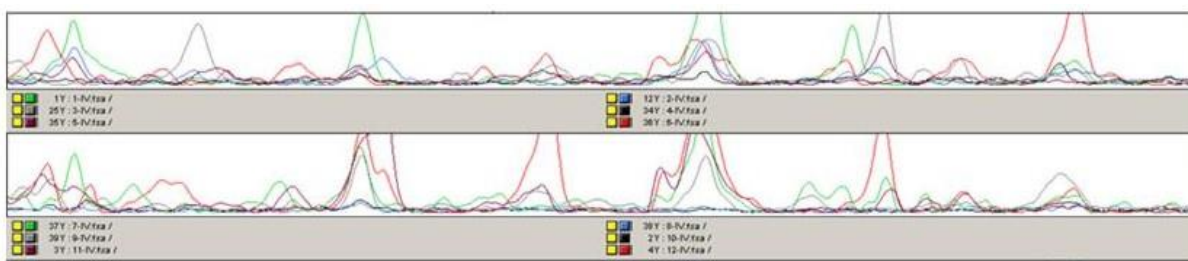 1Y : 1-IV.fsa / 12Y : 2-IV.fsa /
25Y : 3-IV.fsa / 34Y : 4-IV.fsa /
35Y : 5-IV.fsa / 36Y : 6-IV.fsa /
37Y : 7-IV.fsa / 38Y : 8-IV.fsa /
39Y : 9-IV.fsa / 2Y : 10-IV.fsa /
3Y : 11-IV.fsa / 4Y : 12-IV.fsa /